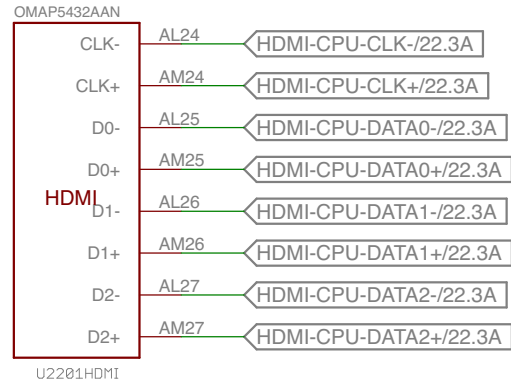 OMAP5432AAN
CLK- AL24 HDMI-CPU-CLK-/22.3A
CLK+ AM24 HDMI-CPU-CLK+/22.3A
D0- AL25 HDMI-CPU-DATA0-/22.3A
D0+ AM25 HDMI-CPU-DATA0+/22.3A
HDMI
D1- AL26 HDMI-CPU-DATA1-/22.3A
D1+ AM26 HDMI-CPU-DATA1+/22.3A
D2- AL27 HDMI-CPU-DATA2-/22.3A
D2+ AM27 HDMI-CPU-DATA2+/22.3A
U2201HDMI